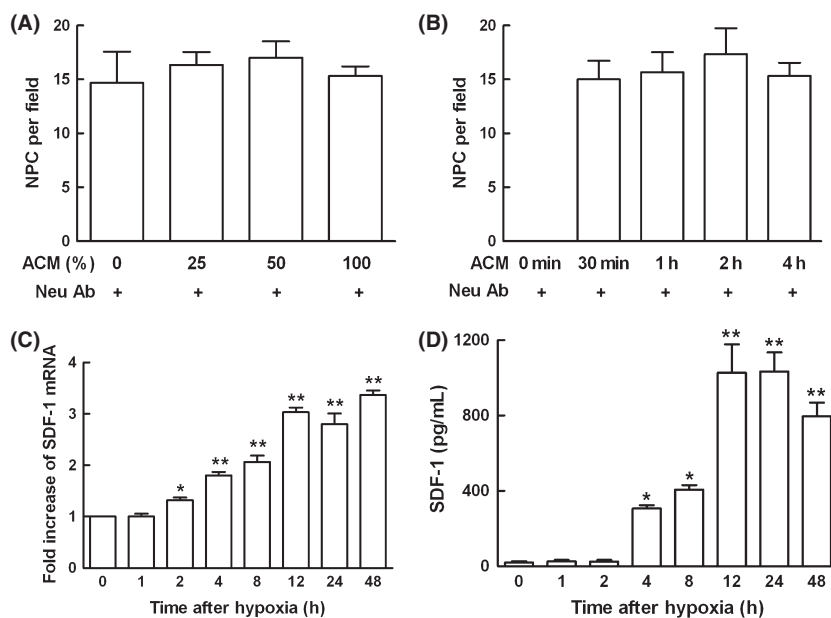 (A)
20
15
10
5
0
NPC per field
ACM (%) 0 25 50 100
Neu Ab + + + +
(B)
20
15
10
5
0
NPC per field
ACM 0 min 30 min 1 h 2 h 4 h
Neu Ab + + + + +
(C)
4
3
2
1
0
Fold increase of SDF-1 mRNA
* ** ** ** ** **
0 1 2 4 8 12 24 48
Time after hypoxia (h)
(D)
1200
800
400
0
SDF-1 (pg/mL)
* * ** ** **
0 1 2 4 8 12 24 48
Time after hypoxia (h)